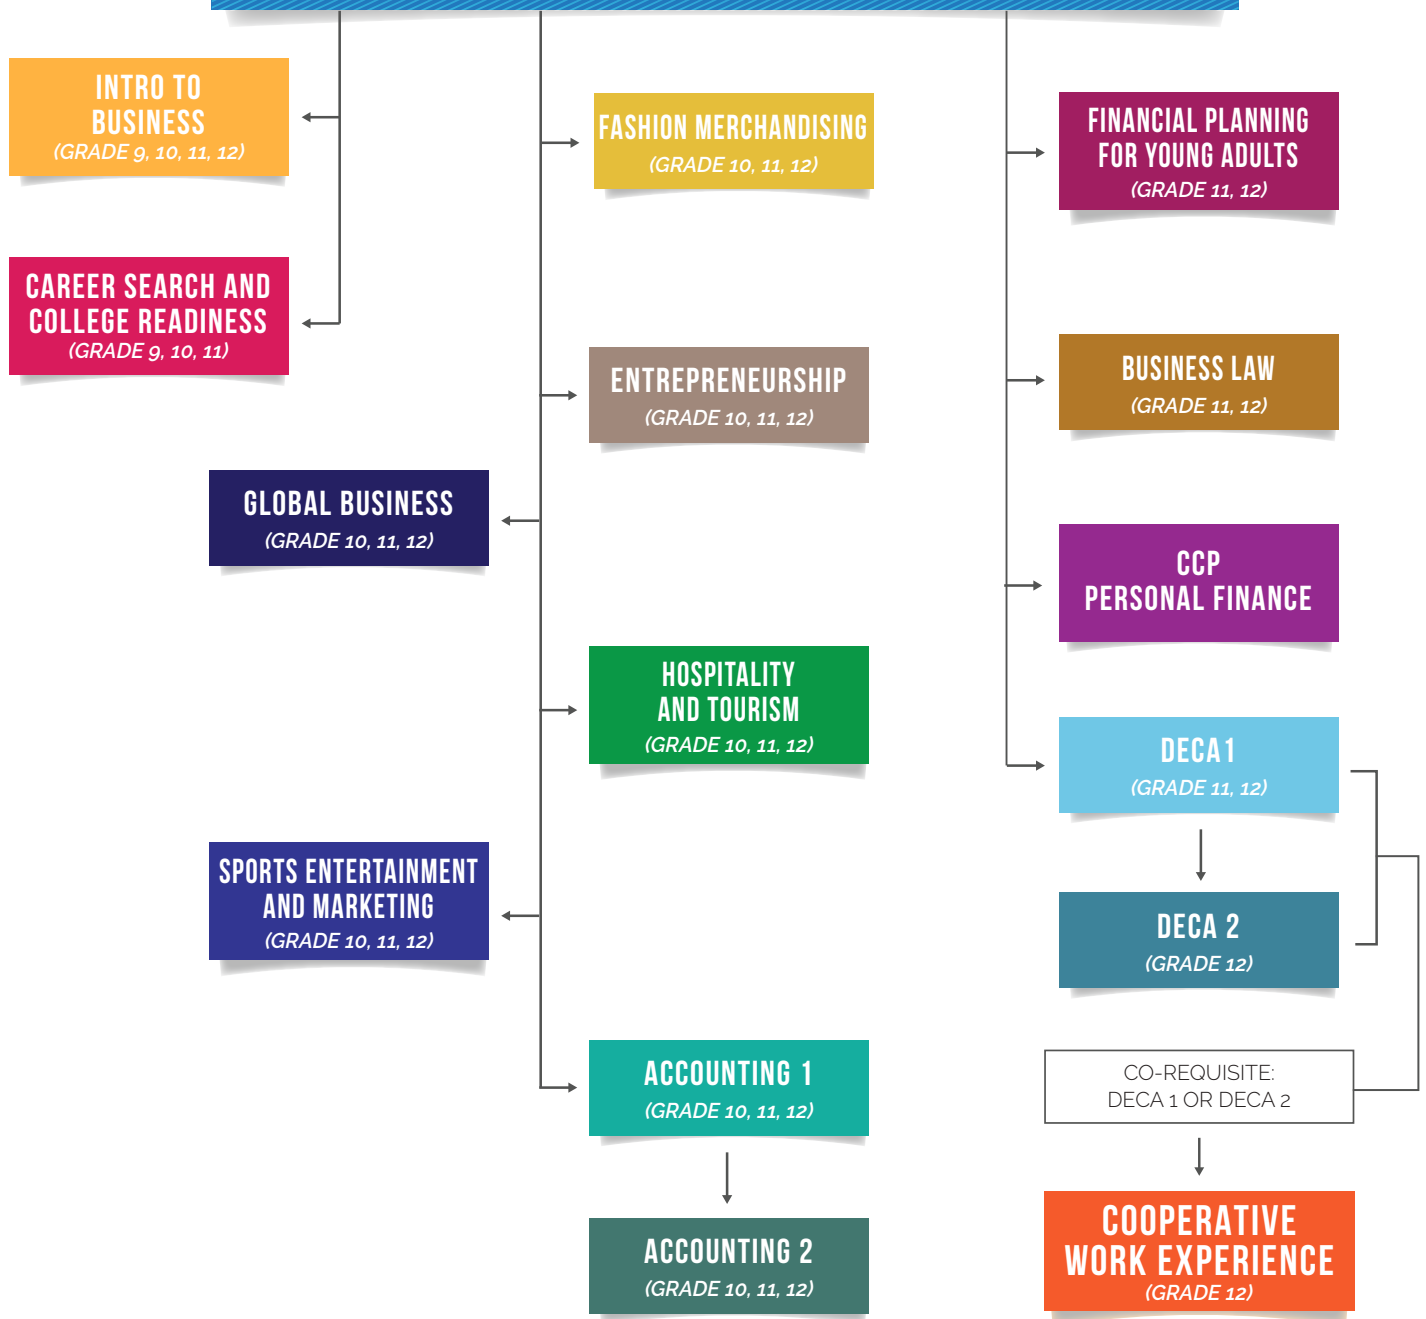 INTRO TO
BUSINESS
(GRADE 9, 10, 11, 12)
CAREER SEARCH AND
COLLEGE READINESS
(GRADE 9, 10, 11)
FASHION MERCHANDISING
(GRADE 10, 11, 12)
ENTREPRENEURSHIP
(GRADE 10, 11, 12)
GLOBAL BUSINESS
(GRADE 10, 11, 12)
HOSPITALITY
AND TOURISM
(GRADE 10, 11, 12)
SPORTS ENTERTAINMENT
AND MARKETING
(GRADE 10, 11, 12)
ACCOUNTING 1
(GRADE 10, 11, 12)
ACCOUNTING 2
(GRADE 10, 11, 12)
FINANCIAL PLANNING
FOR YOUNG ADULTS
(GRADE 11, 12)
BUSINESS LAW
(GRADE 11, 12)
CCP
PERSONAL FINANCE
DECA1
(GRADE 11, 12)
DECA 2
(GRADE 12)
CO-REQUISITE:
DECA 1 OR DECA 2
COOPERATIVE
WORK EXPERIENCE
(GRADE 12)